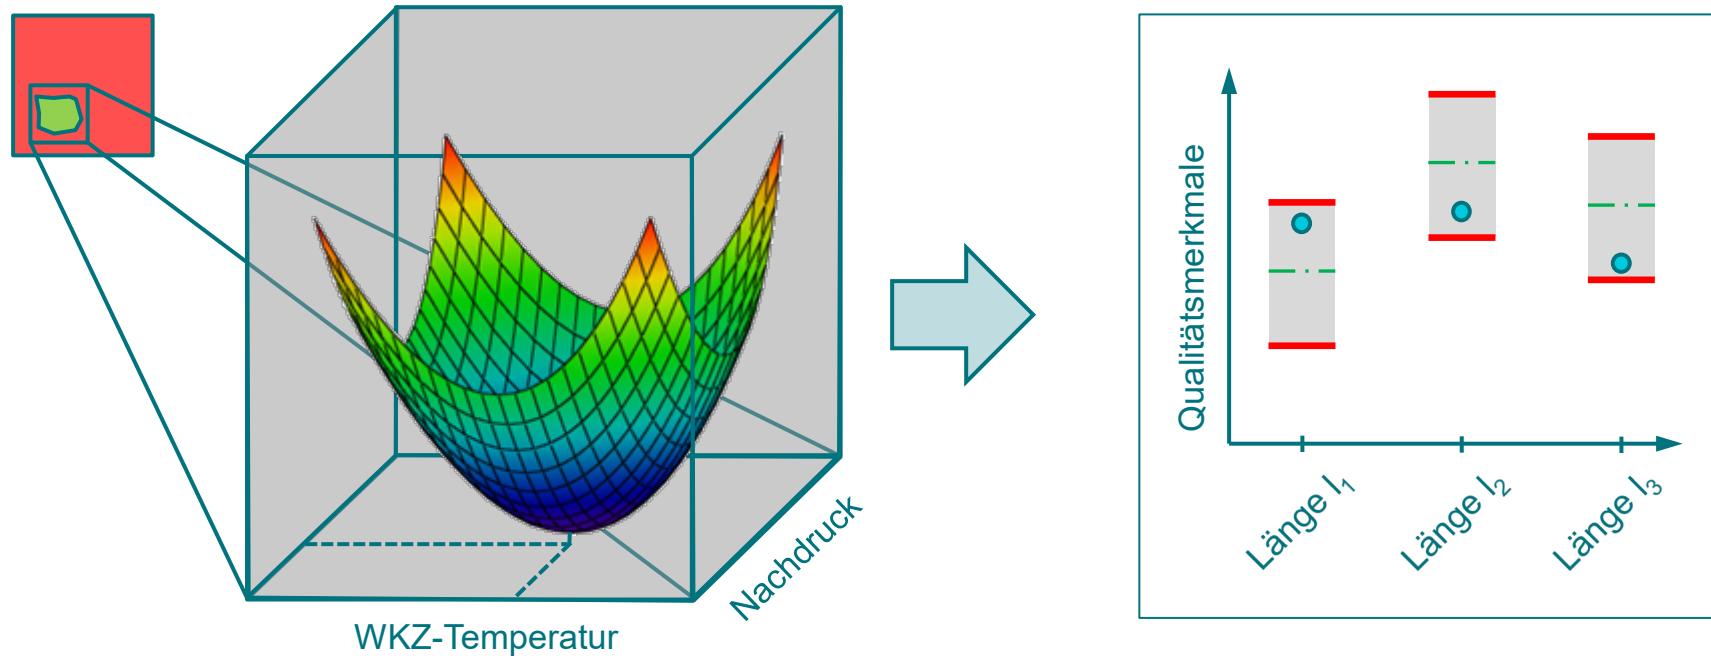 WKZ-Temperatur
Nachdruck
Qualitätsmerkmale
Länge l₁
Länge l₂
Länge l₃